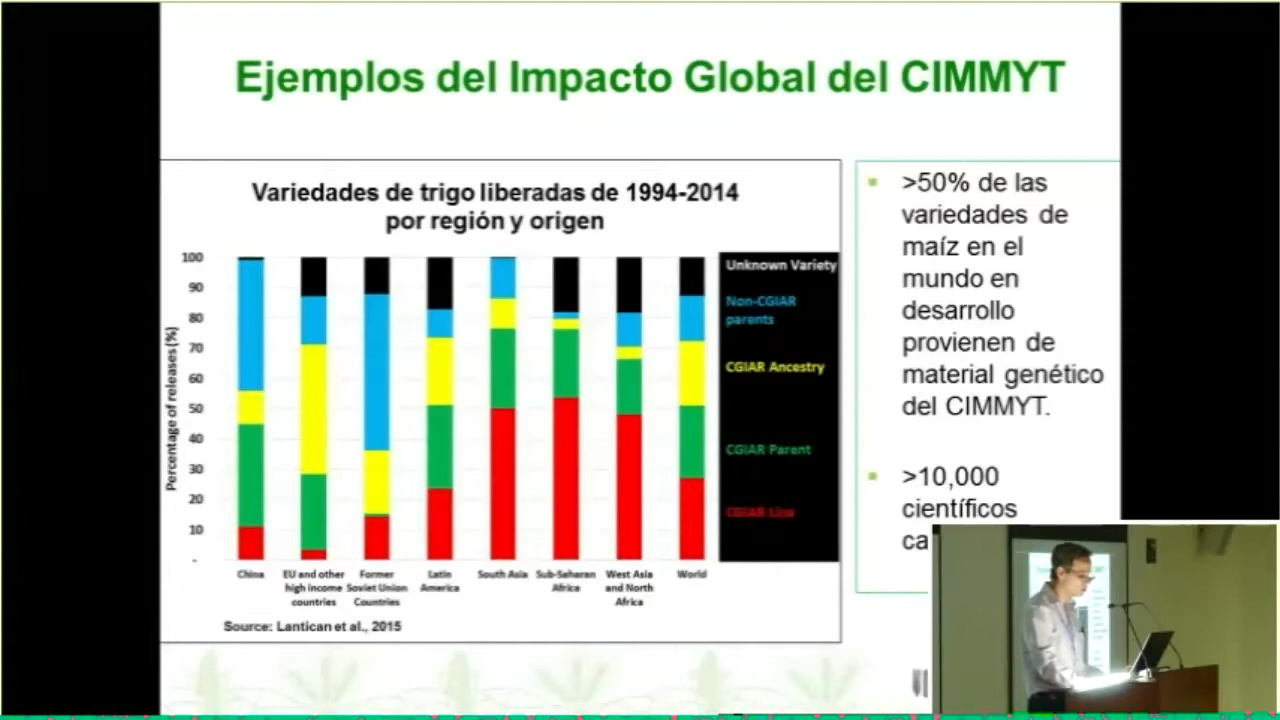 Ejemplos del Impacto Global del CIMMYT
Variedades de trigo liberadas de 1994-2014
por región y origen
Percentage of releases (%)
100
90
80
70
60
50
40
30
20
10
-
China
EU and other
high income
countries
Former
Soviet Union
Countries
Latin
America
South Asia
Sub-Saharan
Africa
West Asia
and North
Africa
World
Unknown Variety
Non-CGIAR
parents
CGIAR Ancestry
CGIAR Parent
CGIAR Line
Source: Lantican et al., 2015
>50% de las
variedades de
maíz en el
mundo en
desarrollo
provienen de
material genético
del CIMMYT.
>10,000
científicos
ca